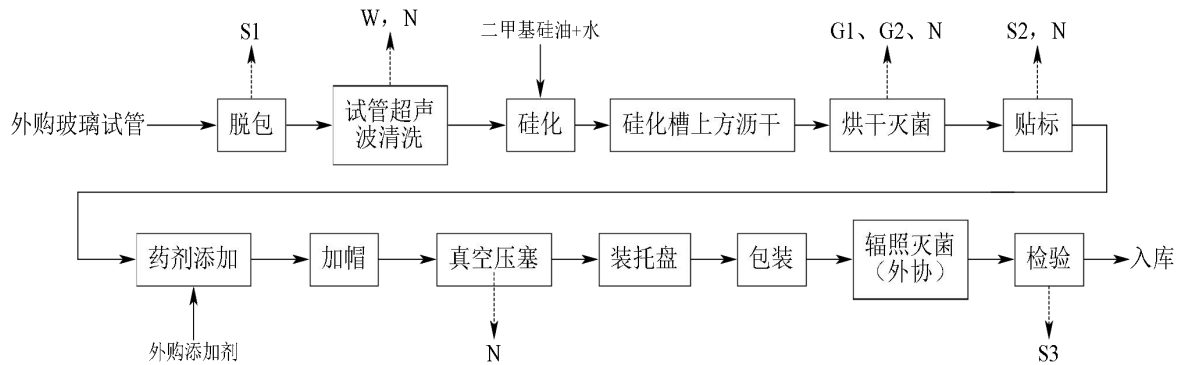 S1
W，N
二甲基硅油+水
G1、G2、N
S2，N
外购玻璃试管
脱包
试管超声
波清洗
硅化
硅化槽上方沥干
烘干灭菌
贴标
药剂添加
加帽
真空压塞
装托盘
包装
辐照灭菌
（外协）
检验
入库
外购添加剂
N
S3